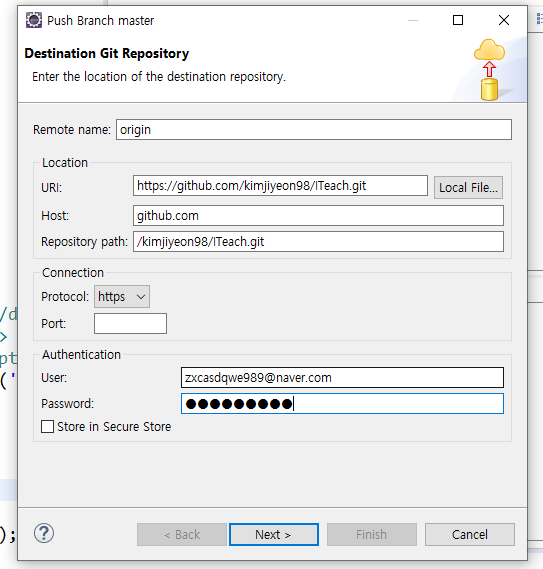 Push Branch master
Destination Git Repository
Enter the location of the destination repository.
Remote name: origin
Location
URI: https://github.com/kimjiyeon98/ITeach.git Local File...
Host: github.com
Repository path: /kimjiyeon98/ITeach.git
/d
Connection
Protocol: https
>
Port:
pt
Authentication
('
User: zxcasdqwe989@naver.com
Password: ●●●●●●●●●
Store in Secure Store
);
? < Back Next > Finish Cancel